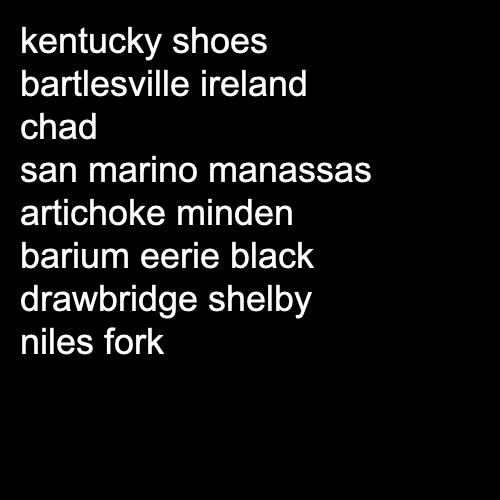 kentucky shoes
bartlesville ireland
chad
san marino manassas
artichoke minden
barium eerie black
drawbridge shelby
niles fork